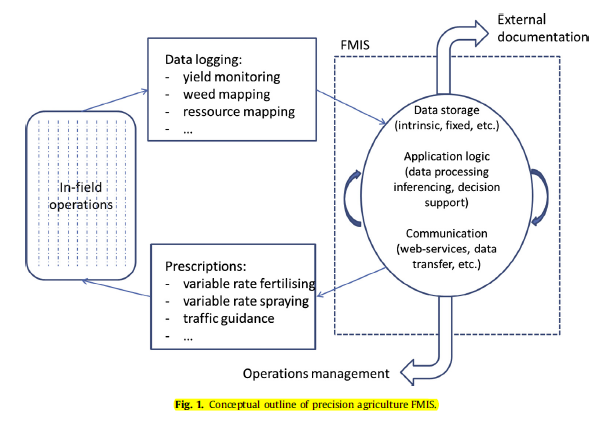 External
documentation
FMIS
Data logging:
- yield monitoring
- weed mapping
- ressource mapping
- ...
Data storage
(intrinsic, fixed, etc.)
Application logic
(data processing
inferencing, decision
support)
Communication
(web-services, data
transfer, etc.)
In-field
operations
Prescriptions:
- variable rate fertilising
- variable rate spraying
- traffic guidance
- ...
Operations management
Fig. 1. Conceptual outline of precision agriculture FMIS.